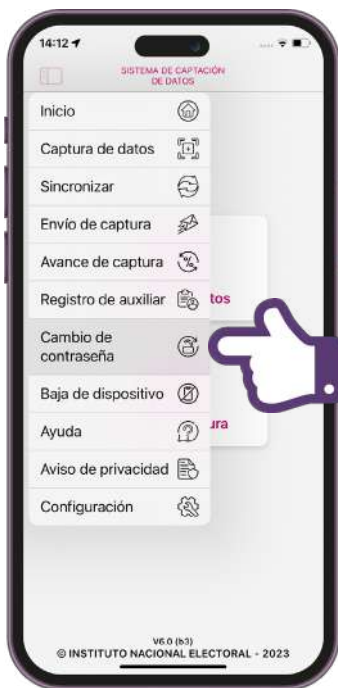 14:12
SISTEMA DE CAPTACIÓN
DE DATOS
Inicio
Captura de datos
Sincronizar
Envío de captura
Avance de captura
Registro de auxiliar
tos
Cambio de
contraseña
Baja de dispositivo
Ayuda
ura
Aviso de privacidad
Configuración
V6.0 (b3)
© INSTITUTO NACIONAL ELECTORAL - 2023